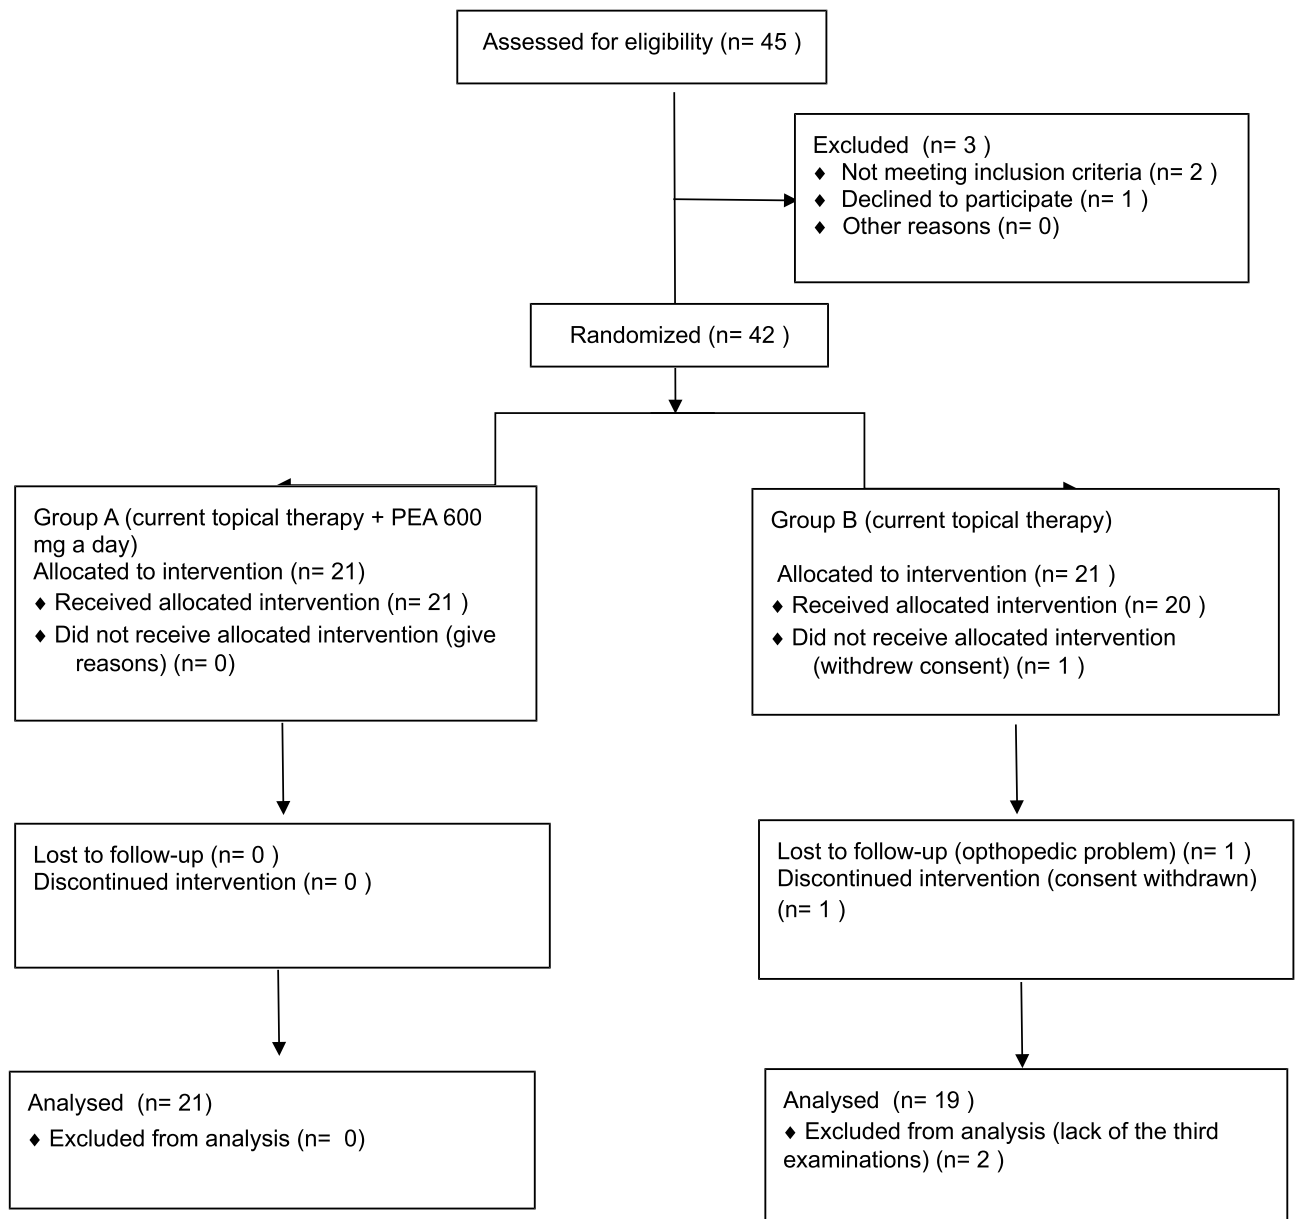 Assessed for eligibility (n= 45 )
Excluded (n= 3 )
♦ Not meeting inclusion criteria (n= 2 )
♦ Declined to participate (n= 1 )
♦ Other reasons (n= 0)
Randomized (n= 42 )
Group A (current topical therapy + PEA 600
mg a day)
Allocated to intervention (n= 21)
♦ Received allocated intervention (n= 21 )
♦ Did not receive allocated intervention (give
reasons) (n= 0)
Group B (current topical therapy)
Allocated to intervention (n= 21 )
♦ Received allocated intervention (n= 20 )
♦ Did not receive allocated intervention
(withdrew consent) (n= 1 )
Lost to follow-up (n= 0 )
Discontinued intervention (n= 0 )
Lost to follow-up (opthopedic problem) (n= 1 )
Discontinued intervention (consent withdrawn)
(n= 1 )
Analysed (n= 21)
♦ Excluded from analysis (n= 0)
Analysed (n= 19 )
♦ Excluded from analysis (lack of the third
examinations) (n= 2 )